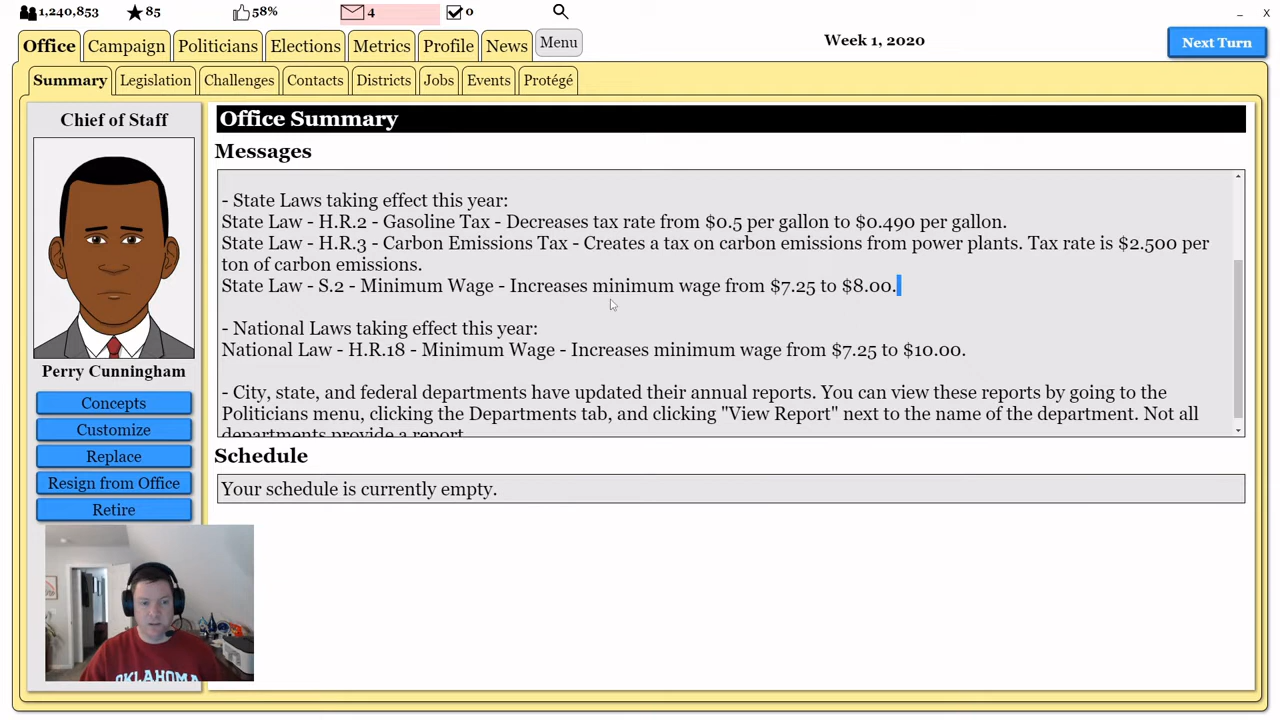 1,240,853 85 58% 4 0
Office Campaign Politicians Elections Metrics Profile News Menu Week 1, 2020 Next Turn
Summary Legislation Challenges Contacts Districts Jobs Events Protégé
Chief of Staff
Perry Cunningham
Concepts
Customize
Replace
Resign from Office
Retire
Office Summary
Messages
- State Laws taking effect this year:
State Law - H.R.2 - Gasoline Tax - Decreases tax rate from $0.5 per gallon to $0.490 per gallon.
State Law - H.R.3 - Carbon Emissions Tax - Creates a tax on carbon emissions from power plants. Tax rate is $2.500 per
ton of carbon emissions.
State Law - S.2 - Minimum Wage - Increases minimum wage from $7.25 to $8.00.
- National Laws taking effect this year:
National Law - H.R.18 - Minimum Wage - Increases minimum wage from $7.25 to $10.00.
- City, state, and federal departments have updated their annual reports. You can view these reports by going to the
Politicians menu, clicking the Departments tab, and clicking "View Report" next to the name of the department. Not all
departments provide a report
Schedule
Your schedule is currently empty.
OKLAHOMA